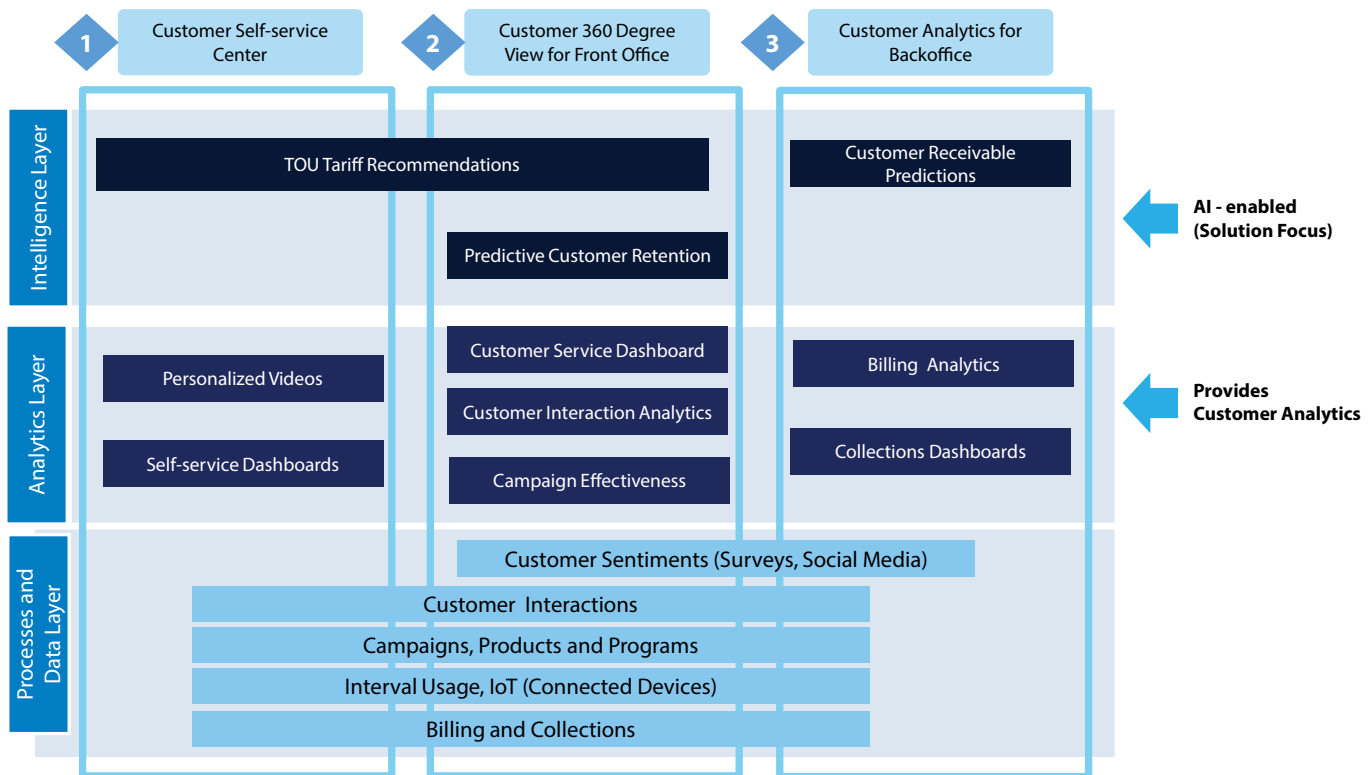 1
Customer Self-service
Center
2
Customer 360 Degree
View for Front Office
3
Customer Analytics for
Backoffice
Intelligence Layer
TOU Tariff Recommendations
Customer Receivable
Predictions
Predictive Customer Retention
AI - enabled
(Solution Focus)
Analytics Layer
Personalized Videos
Self-service Dashboards
Customer Service Dashboard
Customer Interaction Analytics
Campaign Effectiveness
Billing Analytics
Collections Dashboards
Provides
Customer Analytics
Processes and
Data Layer
Customer Sentiments (Surveys, Social Media)
Customer Interactions
Campaigns, Products and Programs
Interval Usage, IoT (Connected Devices)
Billing and Collections